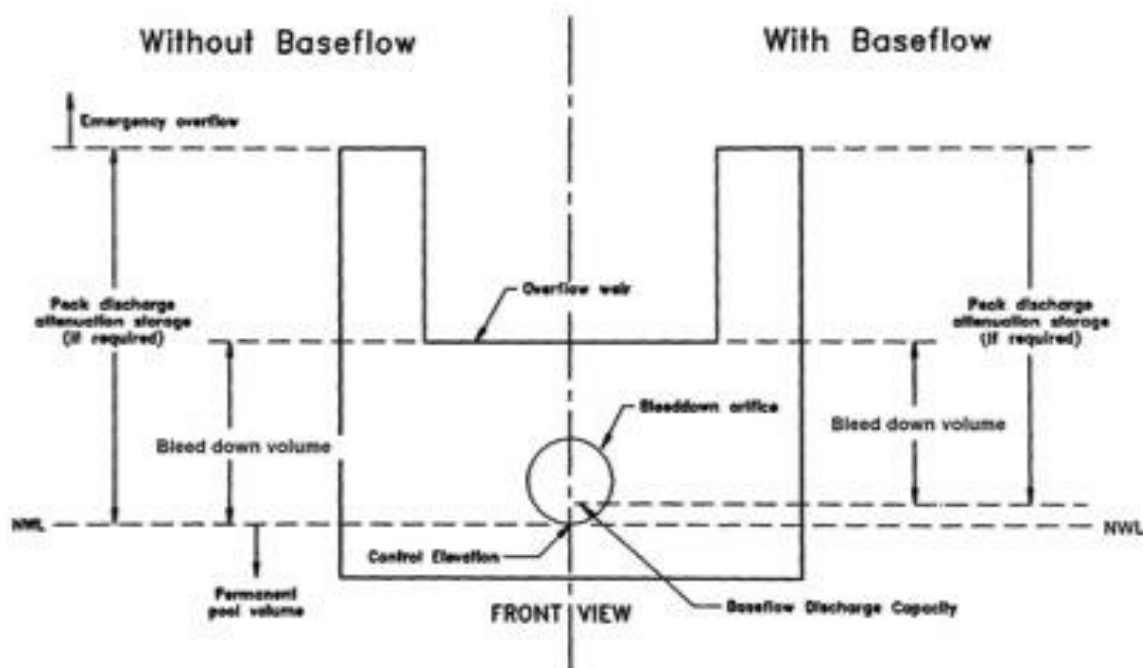 Without Baseflow
With Baseflow
Emergency overflow
Overflow weir
Peak discharge
attenuation storage
(if required)
Peak discharge
attenuation storage
(if required)
Bleeddown orifice
Bleed down volume
Bleed down volume
NWL
NWL
Control Elevation
Permanent
pool volume
FRONT VIEW
Baseflow Discharge Capacity